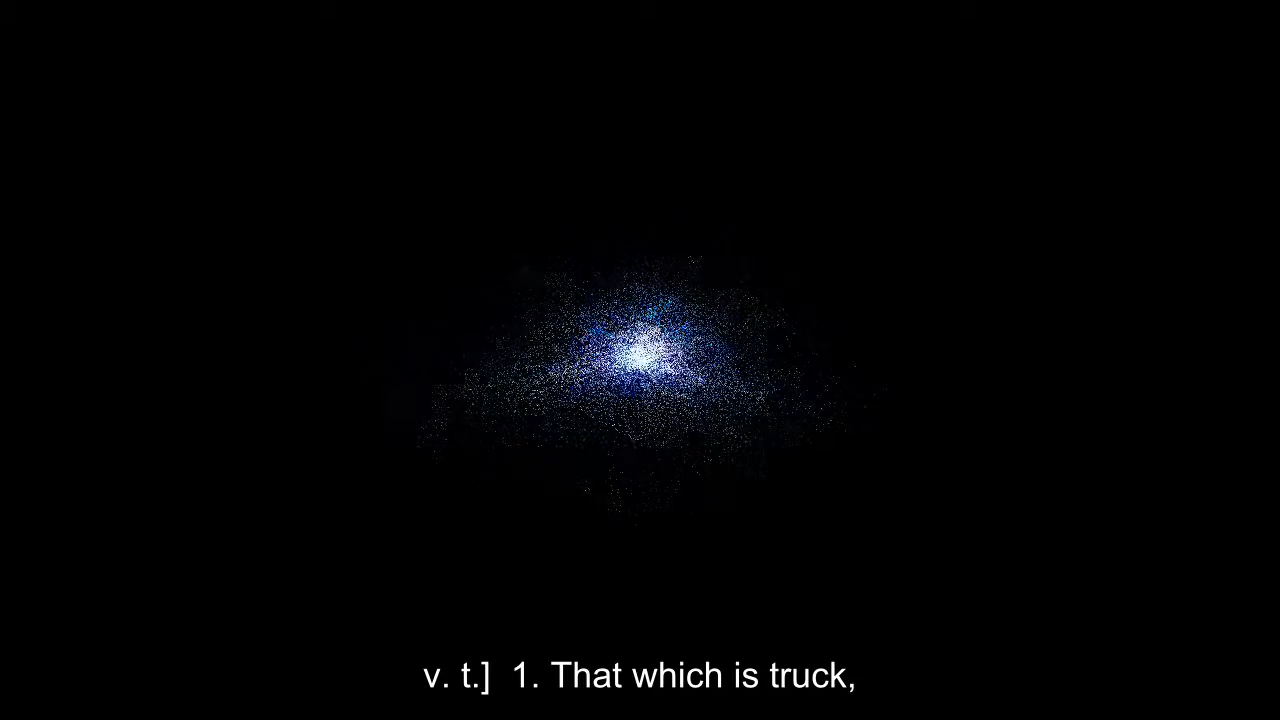 v. t.]  1. That which is truck,